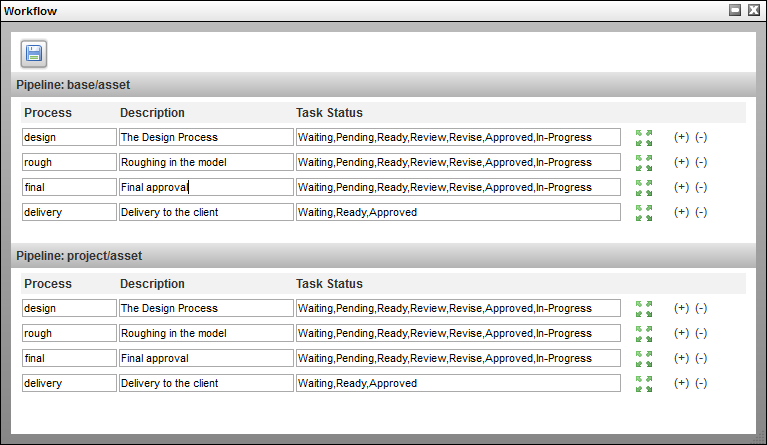 Workflow
Pipeline: base/asset
Process Description Task Status
design The Design Process Waiting,Pending,Ready,Review,Revise,Approved,In-Progress (+) (-)
rough Roughing in the model Waiting,Pending,Ready,Review,Revise,Approved,In-Progress (+) (-)
final Final approval Waiting,Pending,Ready,Review,Revise,Approved,In-Progress (+) (-)
delivery Delivery to the client Waiting,Ready,Approved (+) (-)
Pipeline: project/asset
Process Description Task Status
design The Design Process Waiting,Pending,Ready,Review,Revise,Approved,In-Progress (+) (-)
rough Roughing in the model Waiting,Pending,Ready,Review,Revise,Approved,In-Progress (+) (-)
final Final approval Waiting,Pending,Ready,Review,Revise,Approved,In-Progress (+) (-)
delivery Delivery to the client Waiting,Ready,Approved (+) (-)